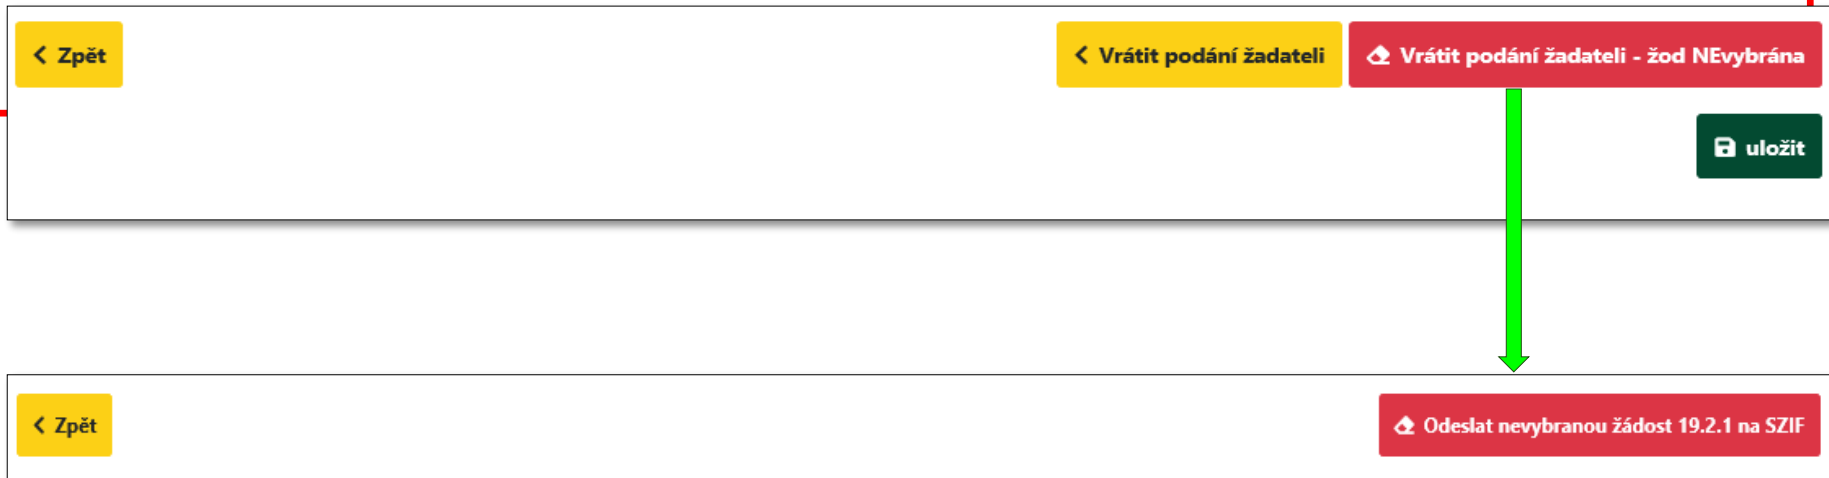 Zpět
Vrátit podání žadateli
Vrátit podání žadateli - žod NEvybrána
uložit
Zpět
Odeslat nevybranou žádost 19.2.1 na SZIF